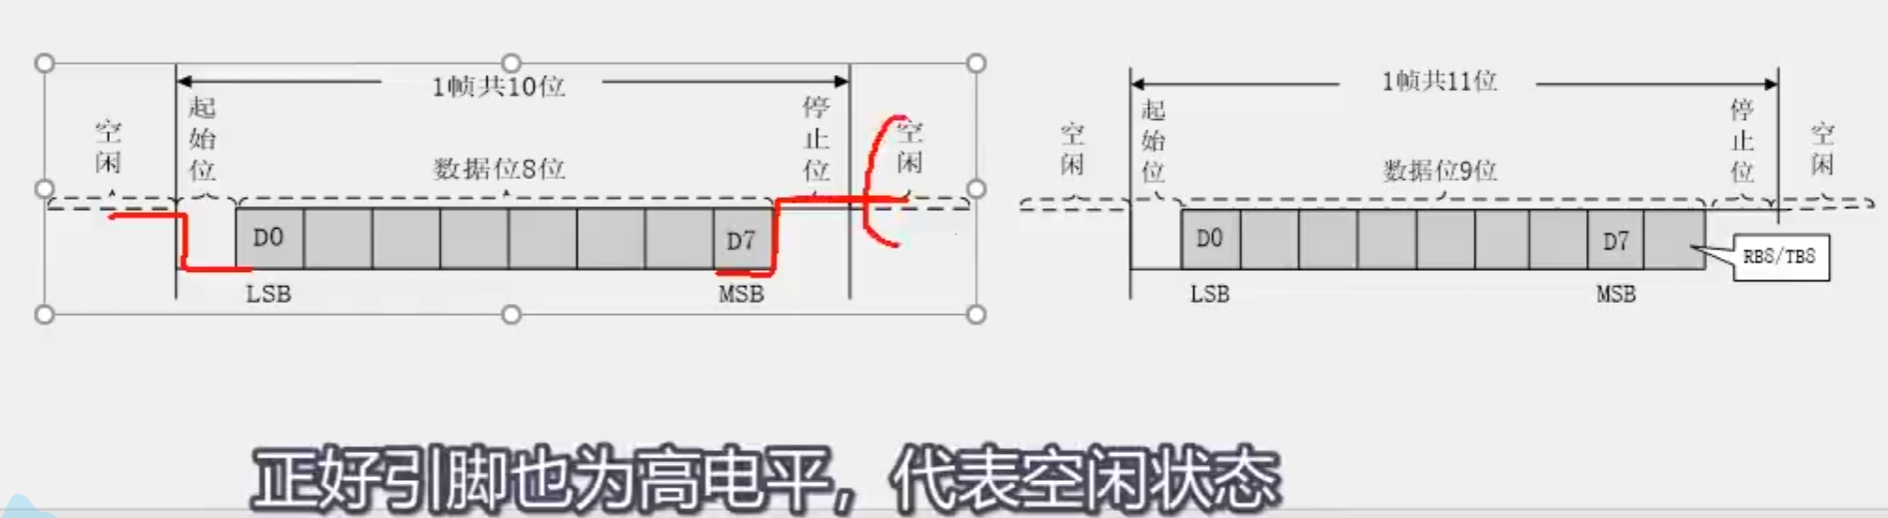 1帧共10位
空闲
起始位
数据位8位
停止位
空闲
D0
D7
LSB
MSB
1帧共11位
空闲
起始位
数据位9位
停止位
空闲
D0
D7
RB8/TB8
LSB
MSB
正好引脚也为高电平，代表空闲状态